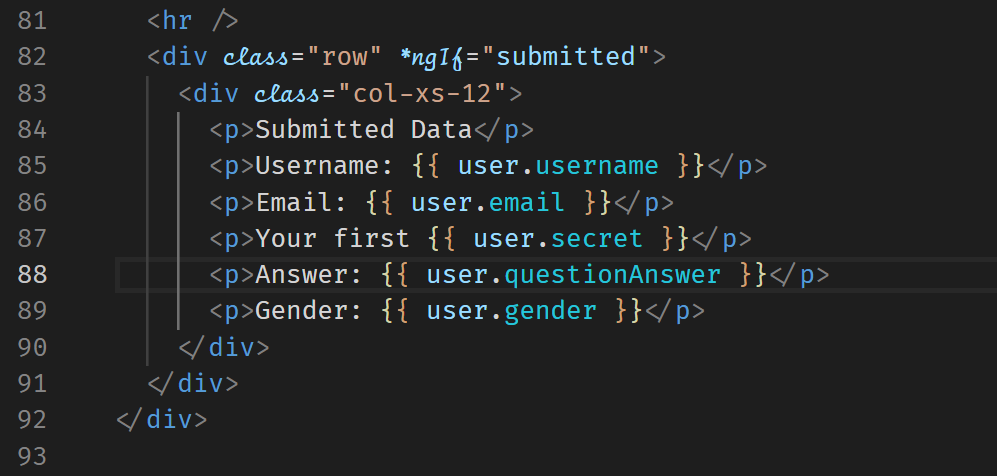 81 <hr />
82 <div class="row" *ngIf="submitted">
83 <div class="col-xs-12">
84 <p>Submitted Data</p>
85 <p>Username: {{ user.username }}</p>
86 <p>Email: {{ user.email }}</p>
87 <p>Your first {{ user.secret }}</p>
88 <p>Answer: {{ user.questionAnswer }}</p>
89 <p>Gender: {{ user.gender }}</p>
90 </div>
91 </div>
92 </div>
93